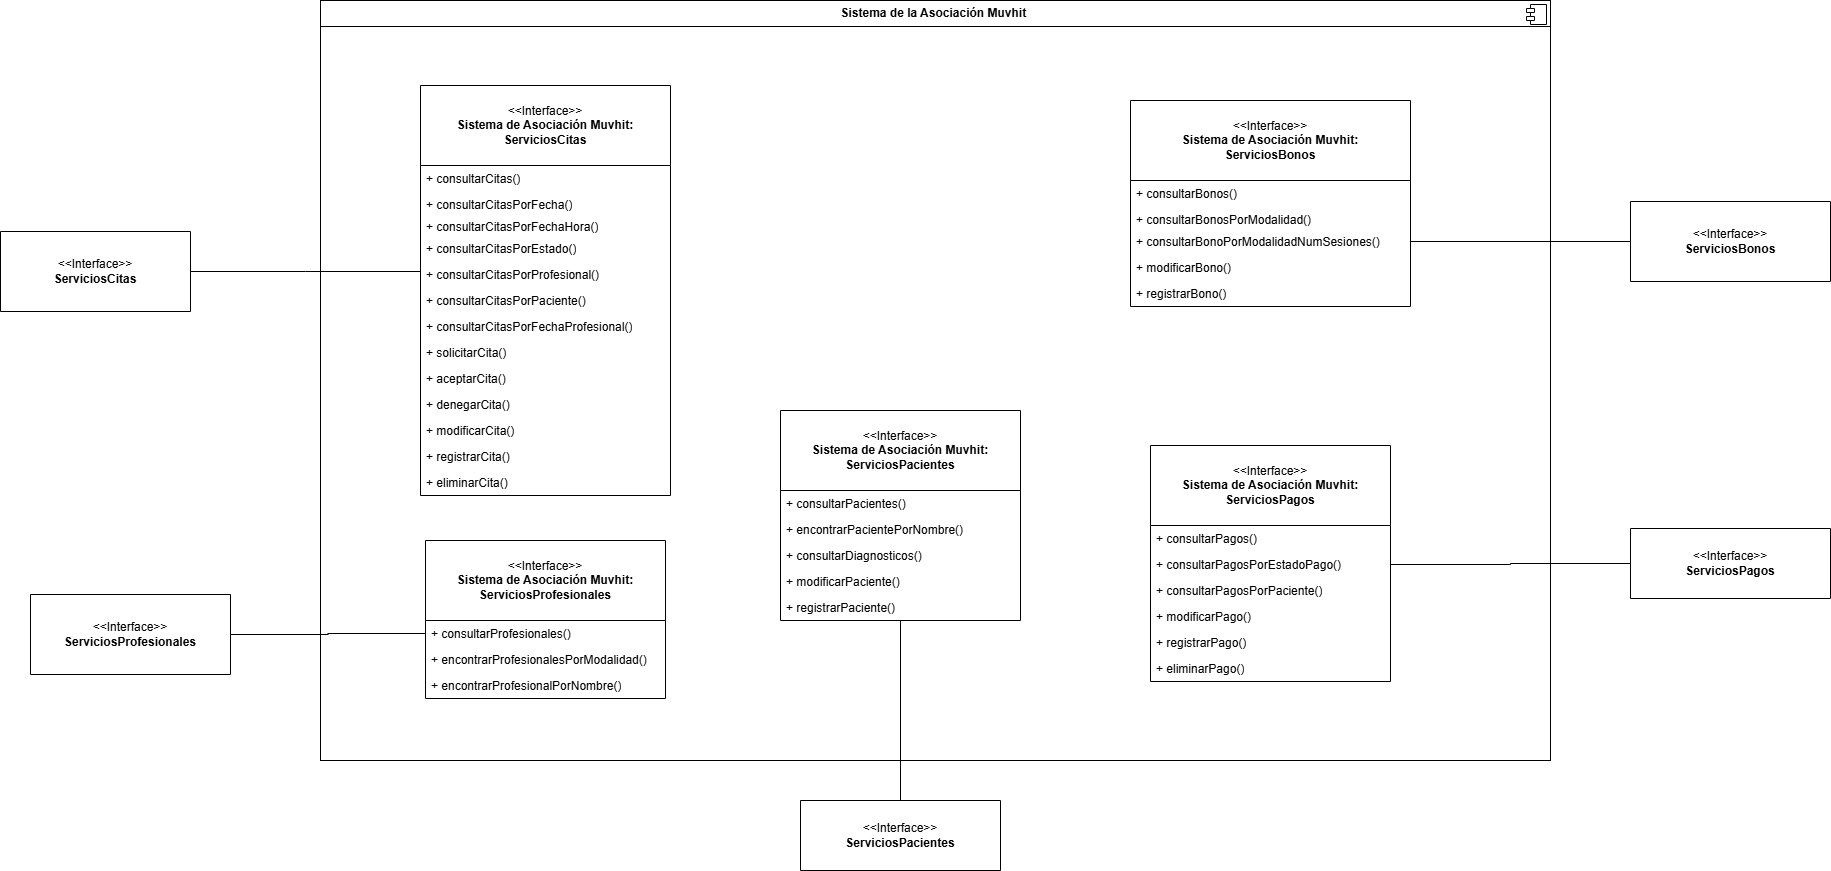 Sistema de la Asociación Muvhit
<<Interface>>
Sistema de Asociación Muvhit:
ServiciosCitas
+ consultarCitas()
+ consultarCitasPorFecha()
+ consultarCitasPorFechaHora()
+ consultarCitasPorEstado()
+ consultarCitasPorProfesional()
+ consultarCitasPorPaciente()
+ consultarCitasPorFechaProfesional()
+ solicitarCita()
+ aceptarCita()
+ denegarCita()
+ modificarCita()
+ registrarCita()
+ eliminarCita()
<<Interface>>
Sistema de Asociación Muvhit:
ServiciosBonos
+ consultarBonos()
+ consultarBonosPorModalidad()
+ consultarBonoPorModalidadNumSesiones()
+ modificarBono()
+ registrarBono()
<<Interface>>
ServiciosCitas
<<Interface>>
ServiciosBonos
<<Interface>>
Sistema de Asociación Muvhit:
ServiciosPacientes
+ consultarPacientes()
+ encontrarPacientePorNombre()
+ consultarDiagnosticos()
+ modificarPaciente()
+ registrarPaciente()
<<Interface>>
Sistema de Asociación Muvhit:
ServiciosPagos
+ consultarPagos()
+ consultarPagosPorEstadoPago()
+ consultarPagosPorPaciente()
+ modificarPago()
+ registrarPago()
+ eliminarPago()
<<Interface>>
Sistema de Asociación Muvhit:
ServiciosProfesionales
+ consultarProfesionales()
+ encontrarProfesionalesPorModalidad()
+ encontrarProfesionalPorNombre()
<<Interface>>
ServiciosProfesionales
<<Interface>>
ServiciosPagos
<<Interface>>
ServiciosPacientes